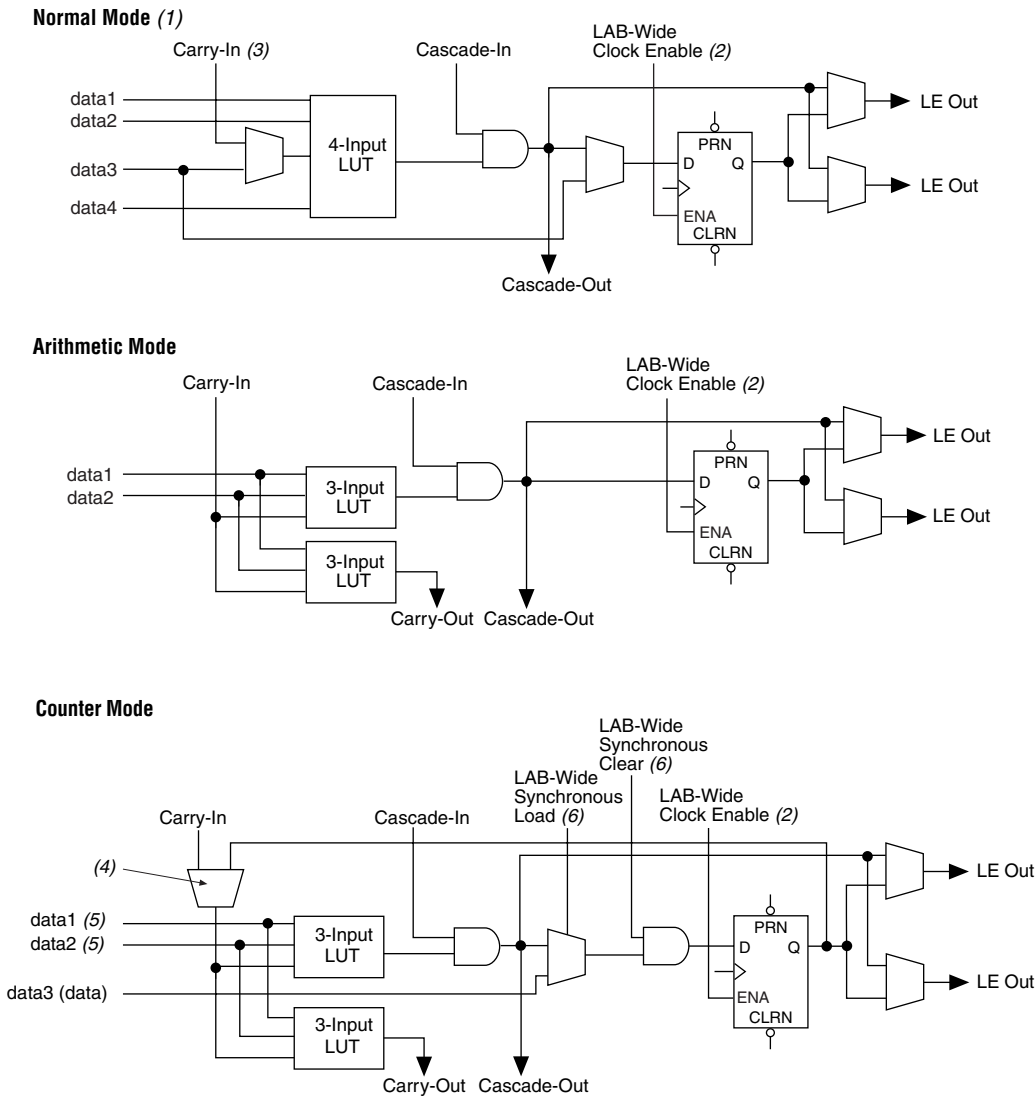 Normal Mode (1)
Carry-In (3)
Cascade-In
LAB-Wide
Clock Enable (2)
data1
data2
data3
data4
4-Input
LUT
PRN
D
Q
ENA
CLRN
LE Out
LE Out
Cascade-Out
Arithmetic Mode
Carry-In
Cascade-In
LAB-Wide
Clock Enable (2)
data1
data2
3-Input
LUT
3-Input
LUT
PRN
D
Q
ENA
CLRN
LE Out
LE Out
Carry-Out
Cascade-Out
Counter Mode
Carry-In
Cascade-In
LAB-Wide
Synchronous
Load (6)
LAB-Wide
Synchronous
Clear (6)
LAB-Wide
Clock Enable (2)
(4)
data1 (5)
data2 (5)
data3 (data)
3-Input
LUT
3-Input
LUT
PRN
D
Q
ENA
CLRN
LE Out
LE Out
Carry-Out
Cascade-Out